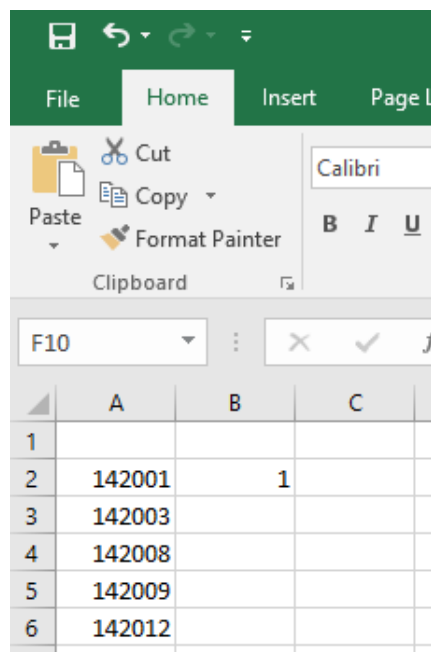 File Home Insert Page L
Cut
Calibri
Copy
Paste
B I U
Format Painter
Clipboard
F10
A B C
1
2 142001 1
3 142003
4 142008
5 142009
6 142012